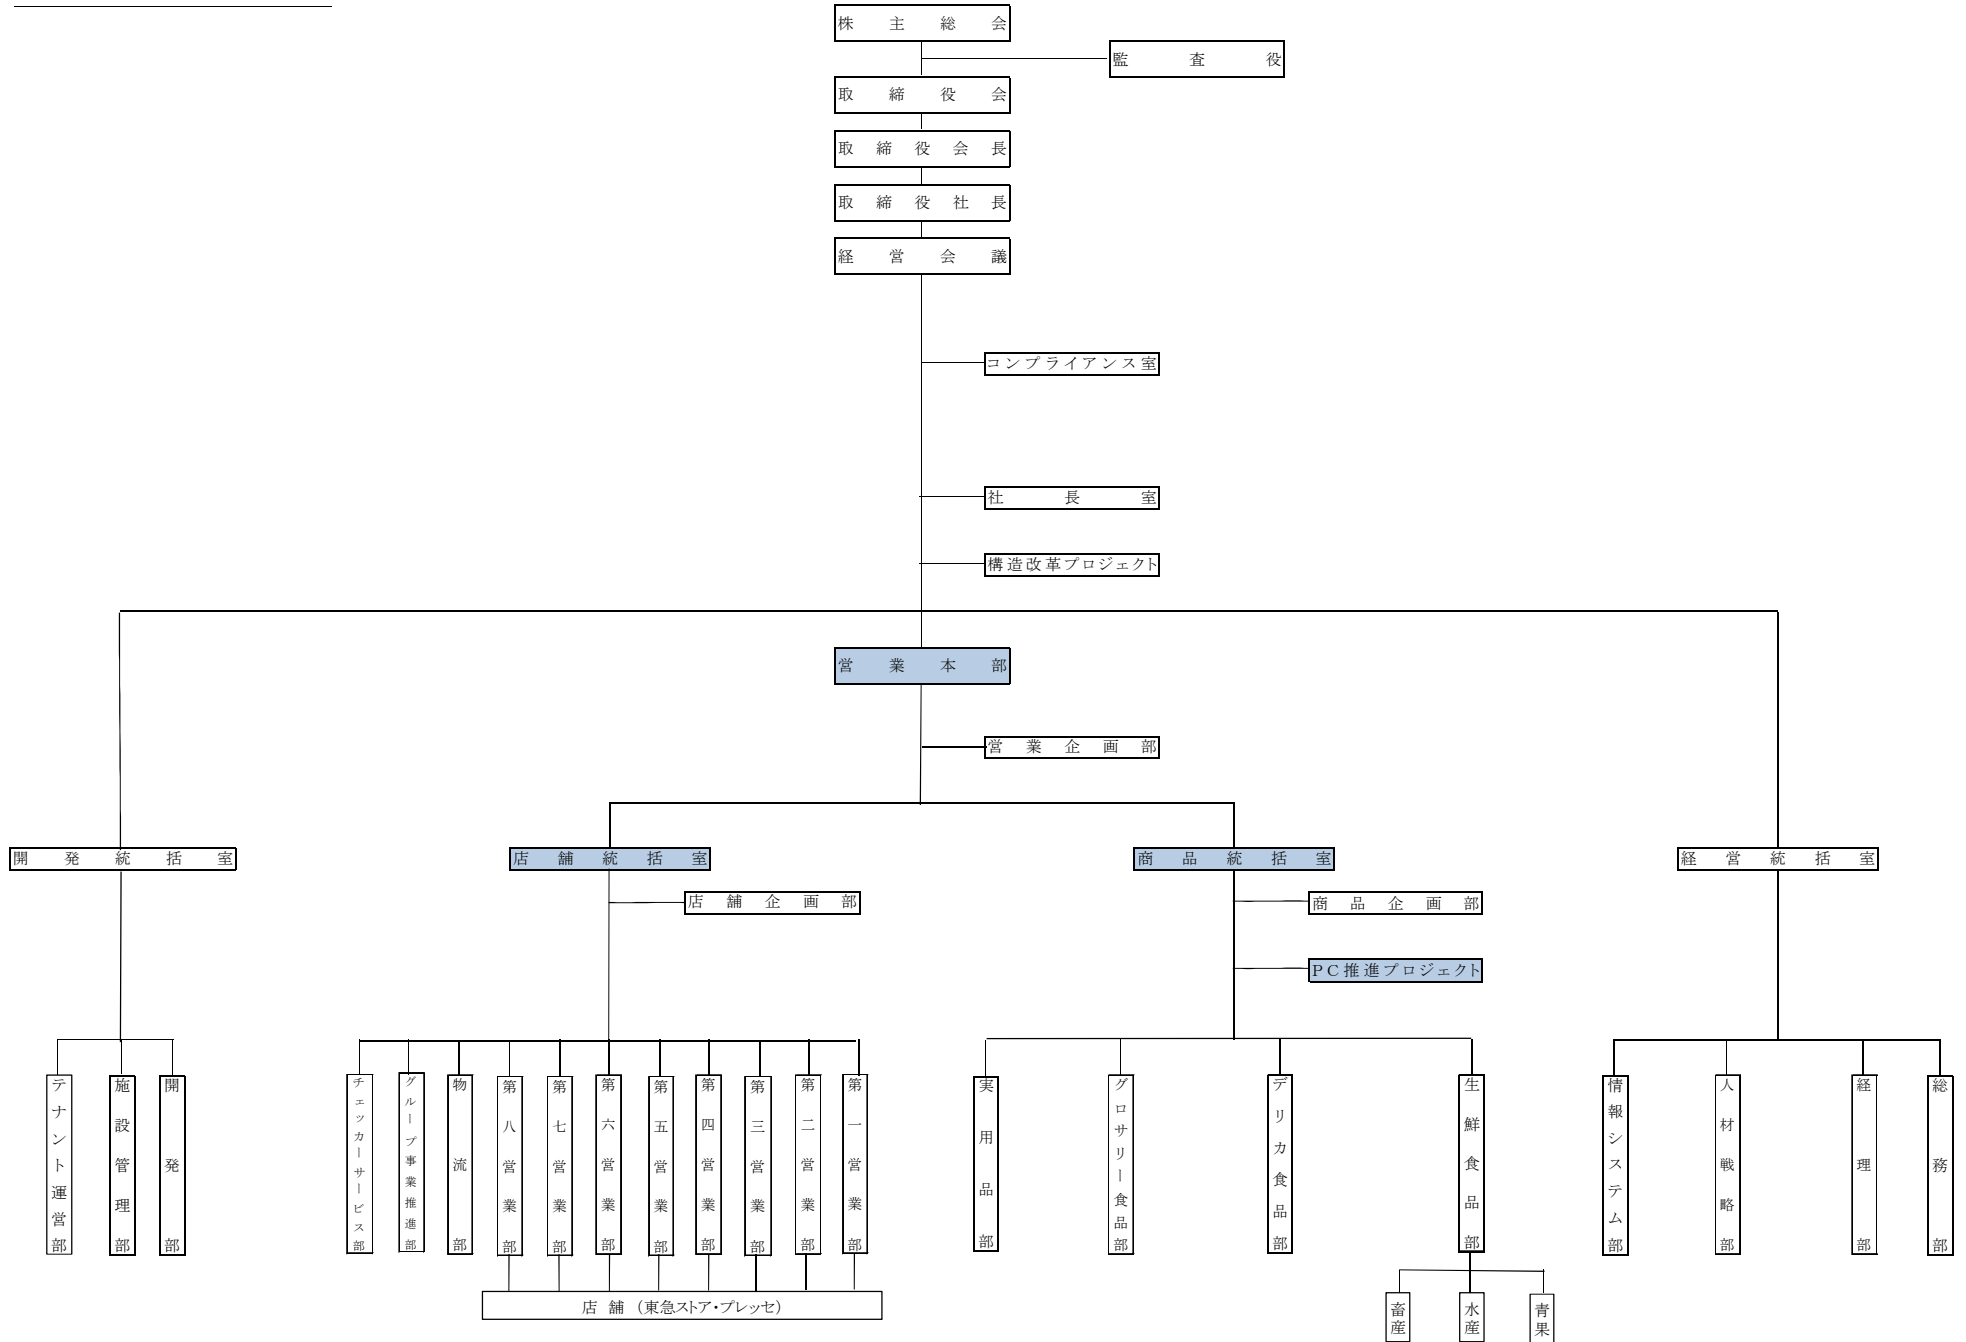 株主総会
監査役
取締役会
取締役会長
取締役社長
経営会議
コンプライアンス室
社長室
構造改革プロジェクト
営業本部
営業企画部
開発統括室
店舗統括室
商品統括室
経営統括室
店舗企画部
商品企画部
PC推進プロジェクト
テナント運営部
施設管理部
開発部
チェッカーサービス部
グループ事業推進部
物流部
第八営業部
第七営業部
第六営業部
第五営業部
第四営業部
第三営業部
第二営業部
第一営業部
実用品部
グロサリー食品部
デリカ食品部
生鮮食品部
情報システム部
人材戦略部
経理部
総務部
店舗（東急ストア・プレッセ）
畜産
水産
青果